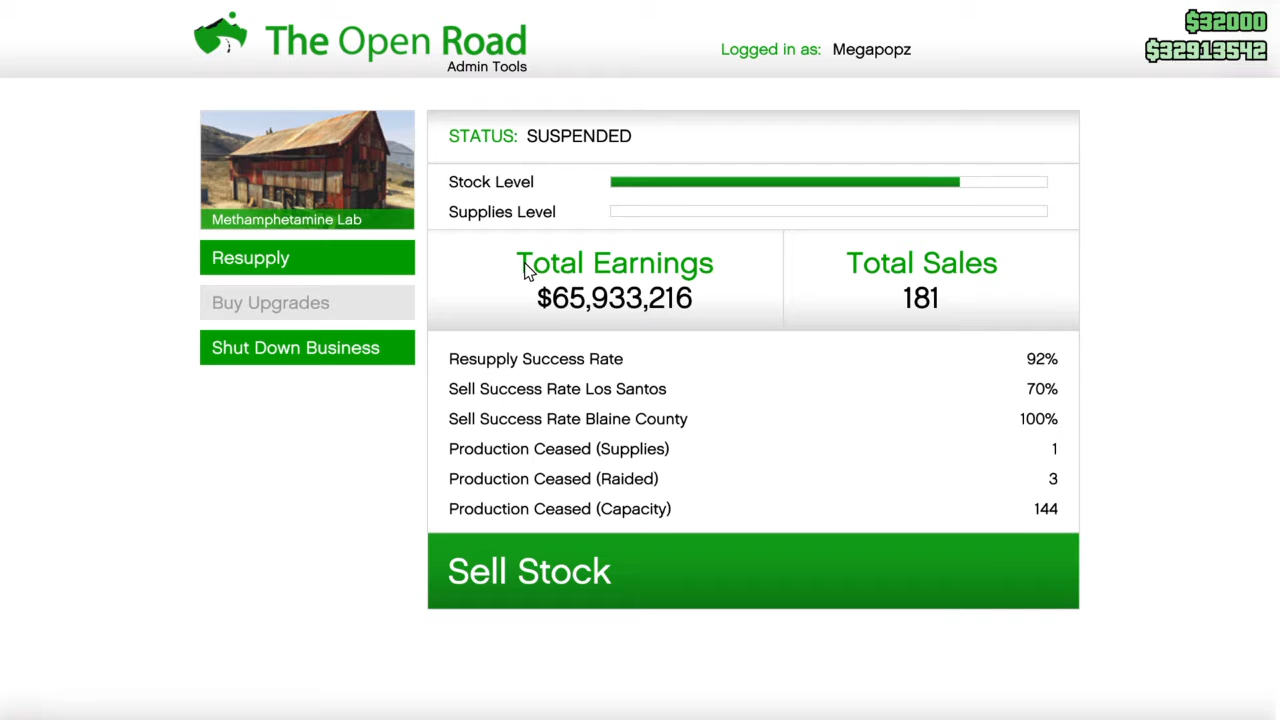 The Open Road
Admin Tools
Logged in as: Megapopz
$32000
$32913542
Methamphetamine Lab
Resupply
Buy Upgrades
Shut Down Business
STATUS: SUSPENDED
Stock Level
Supplies Level
Total Earnings
$65,933,216
Total Sales
181
Resupply Success Rate 92%
Sell Success Rate Los Santos 70%
Sell Success Rate Blaine County 100%
Production Ceased (Supplies) 1
Production Ceased (Raided) 3
Production Ceased (Capacity) 144
Sell Stock